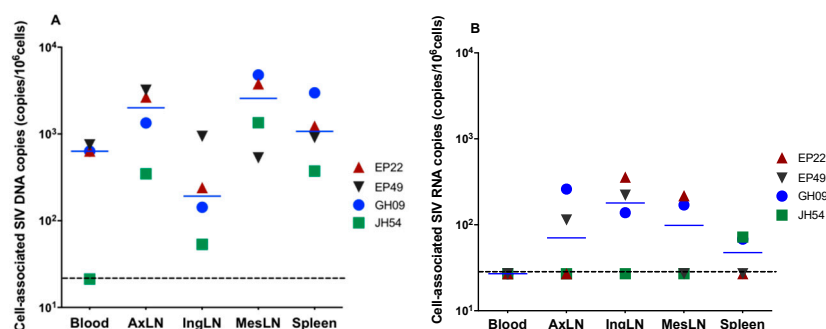 A
Cell-associated SIV DNA copies (copies/10⁶cells)
10⁴
10³
10²
10¹
Blood AxLN IngLN MesLN Spleen
EP22
EP49
GH09
JH54
B
Cell-associated SIV RNA copies (copies/10⁶cells)
10⁴
10³
10²
10¹
Blood AxLN IngLN MesLN Spleen
EP22
EP49
GH09
JH54